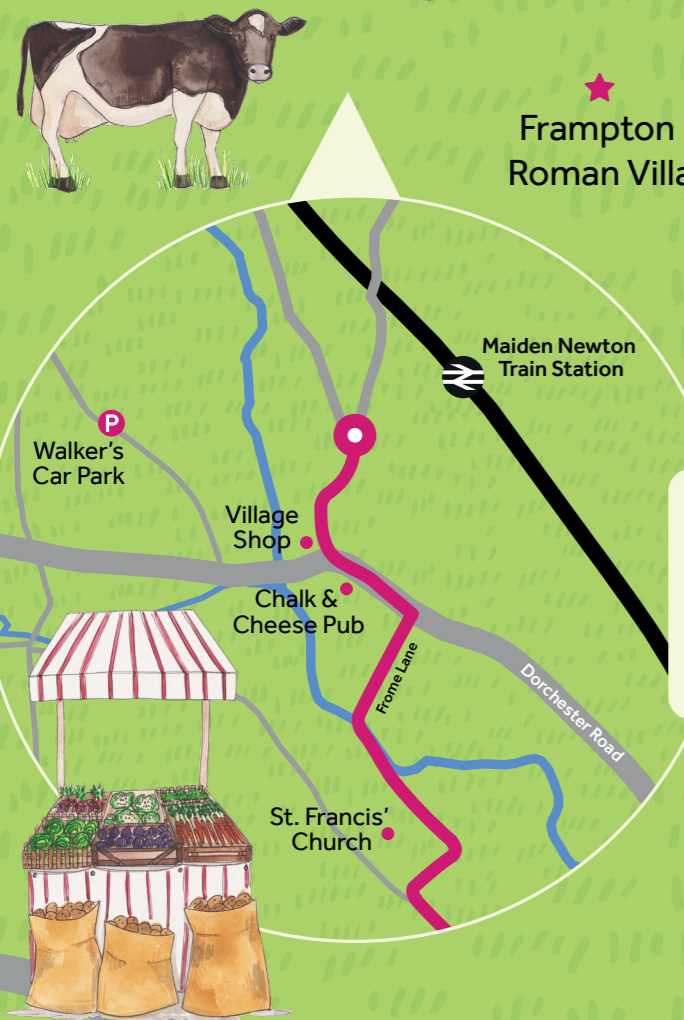 Frampton
Roman Villa
Maiden Newton
Train Station
P
Walker's
Car Park
Village
Shop
Chalk &
Cheese Pub
Frome Lane
Dorchester Road
St. Francis'
Church